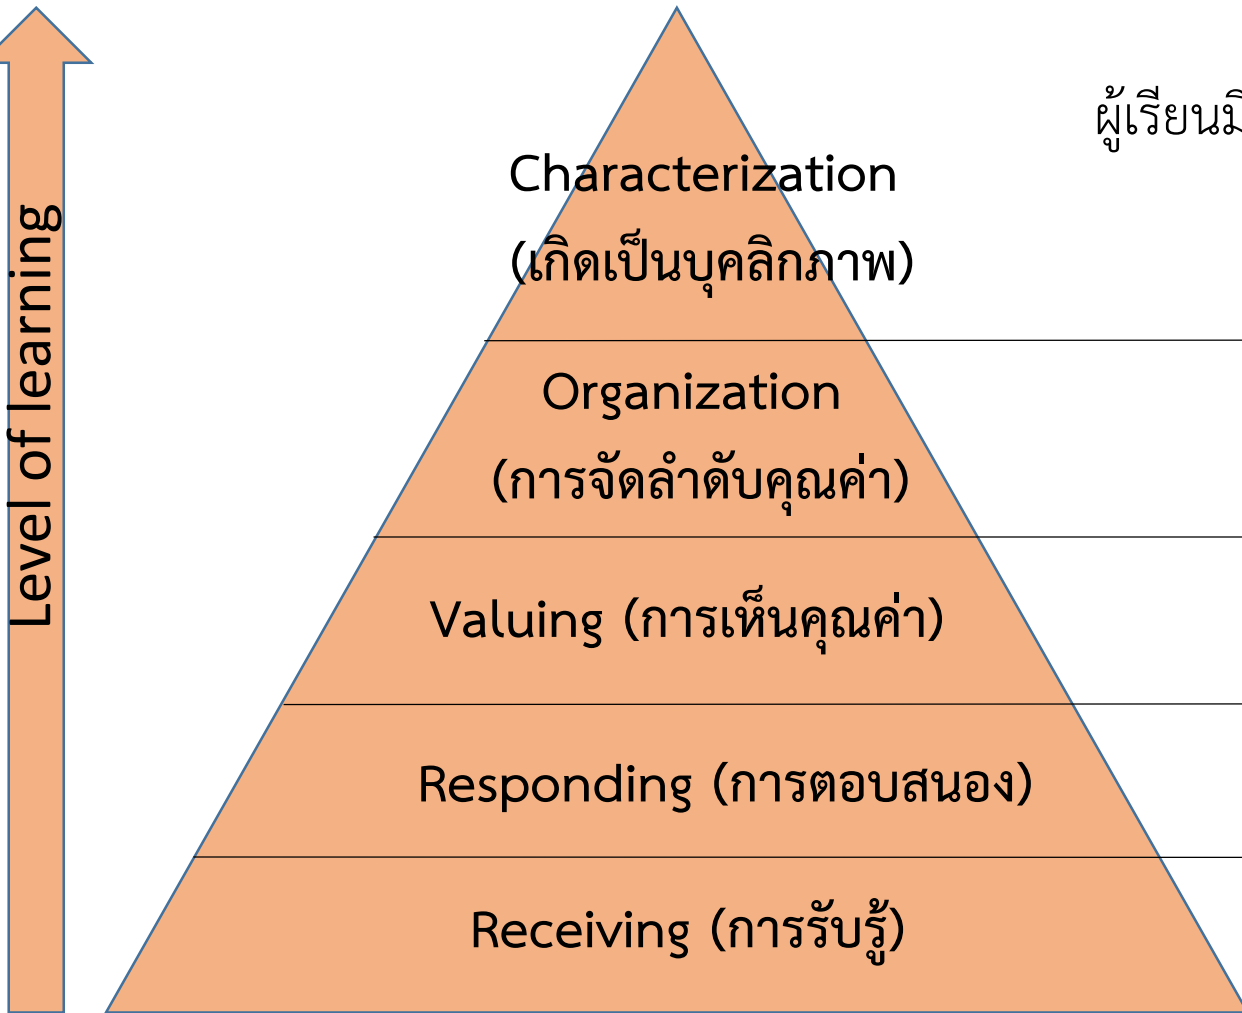 Level of learning
ผู้เรียนมี
Characterization
(เกิดเป็นบุคลิกภาพ)
Organization
(การจัดลำดับคุณค่า)
Valuing (การเห็นคุณค่า)
Responding (การตอบสนอง)
Receiving (การรับรู้)